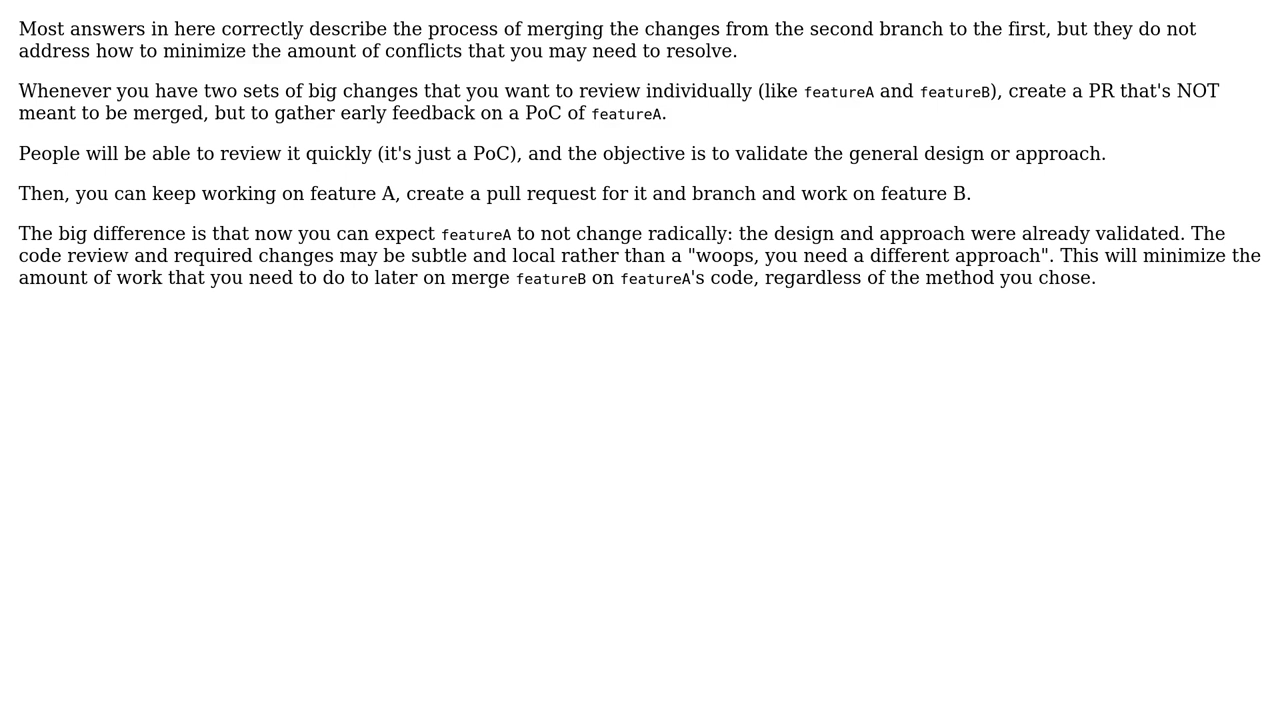 Most answers in here correctly describe the process of merging the changes from the second branch to the first, but they do not
address how to minimize the amount of conflicts that you may need to resolve.
Whenever you have two sets of big changes that you want to review individually (like featureA and featureB), create a PR that's NOT
meant to be merged, but to gather early feedback on a PoC of featureA.
People will be able to review it quickly (it's just a PoC), and the objective is to validate the general design or approach.
Then, you can keep working on feature A, create a pull request for it and branch and work on feature B.
The big difference is that now you can expect featureA to not change radically: the design and approach were already validated. The
code review and required changes may be subtle and local rather than a "woops, you need a different approach". This will minimize the
amount of work that you need to do to later on merge featureB on featureA's code, regardless of the method you chose.